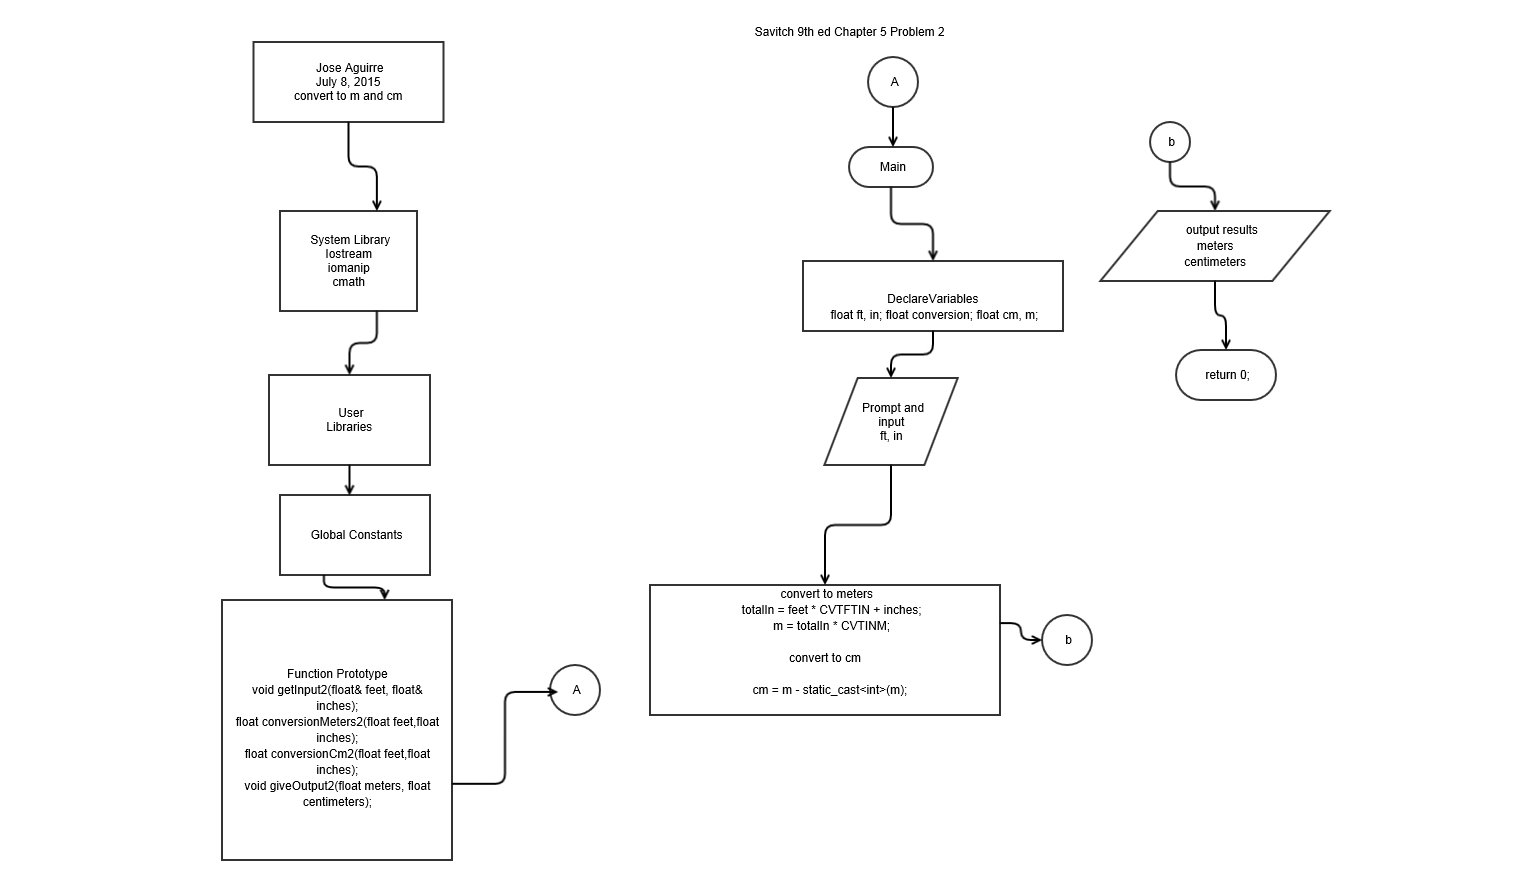 Jose Aguirre
July 8, 2015
convert to m and cm
System Library
Iostream
iomanip
cmath
User
Libraries
Global Constants
Function Prototype
void getInput2(float& feet, float&
inches);
float conversionMeters2(float feet,float
inches);
float conversionCm2(float feet,float
inches);
void giveOutput2(float meters, float
centimeters);
A
Savitch 9th ed Chapter 5 Problem 2
A
Main
DeclareVariables
float ft, in; float conversion; float cm, m;
Prompt and
input
ft, in
convert to meters
totalIn = feet * CVTFTIN + inches;
m = totalIn * CVTINM;
convert to cm
cm = m - static_cast<int>(m);
b
b
output results
meters
centimeters
return 0;